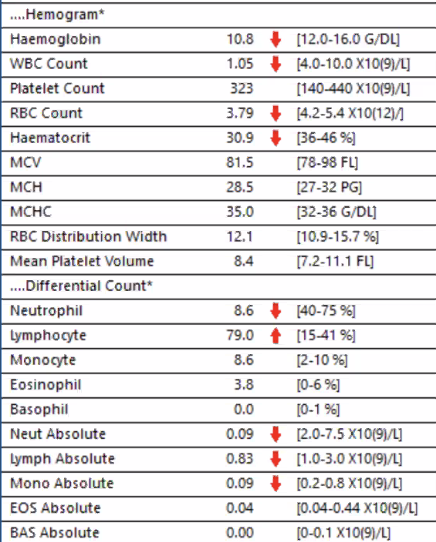 ....Hemogram*
Haemoglobin 10.8 [12.0-16.0 G/DL]
WBC Count 1.05 [4.0-10.0 X10(9)/L]
Platelet Count 323 [140-440 X10(9)/L]
RBC Count 3.79 [4.2-5.4 X10(12)/]
Haematocrit 30.9 [36-46 %]
MCV 81.5 [78-98 FL]
MCH 28.5 [27-32 PG]
MCHC 35.0 [32-36 G/DL]
RBC Distribution Width 12.1 [10.9-15.7 %]
Mean Platelet Volume 8.4 [7.2-11.1 FL]
....Differential Count*
Neutrophil 8.6 [40-75 %]
Lymphocyte 79.0 [15-41 %]
Monocyte 8.6 [2-10 %]
Eosinophil 3.8 [0-6 %]
Basophil 0.0 [0-1 %]
Neut Absolute 0.09 [2.0-7.5 X10(9)/L]
Lymph Absolute 0.83 [1.0-3.0 X10(9)/L]
Mono Absolute 0.09 [0.2-0.8 X10(9)/L]
EOS Absolute 0.04 [0.04-0.44 X10(9)/L]
BAS Absolute 0.00 [0-0.1 X10(9)/L]